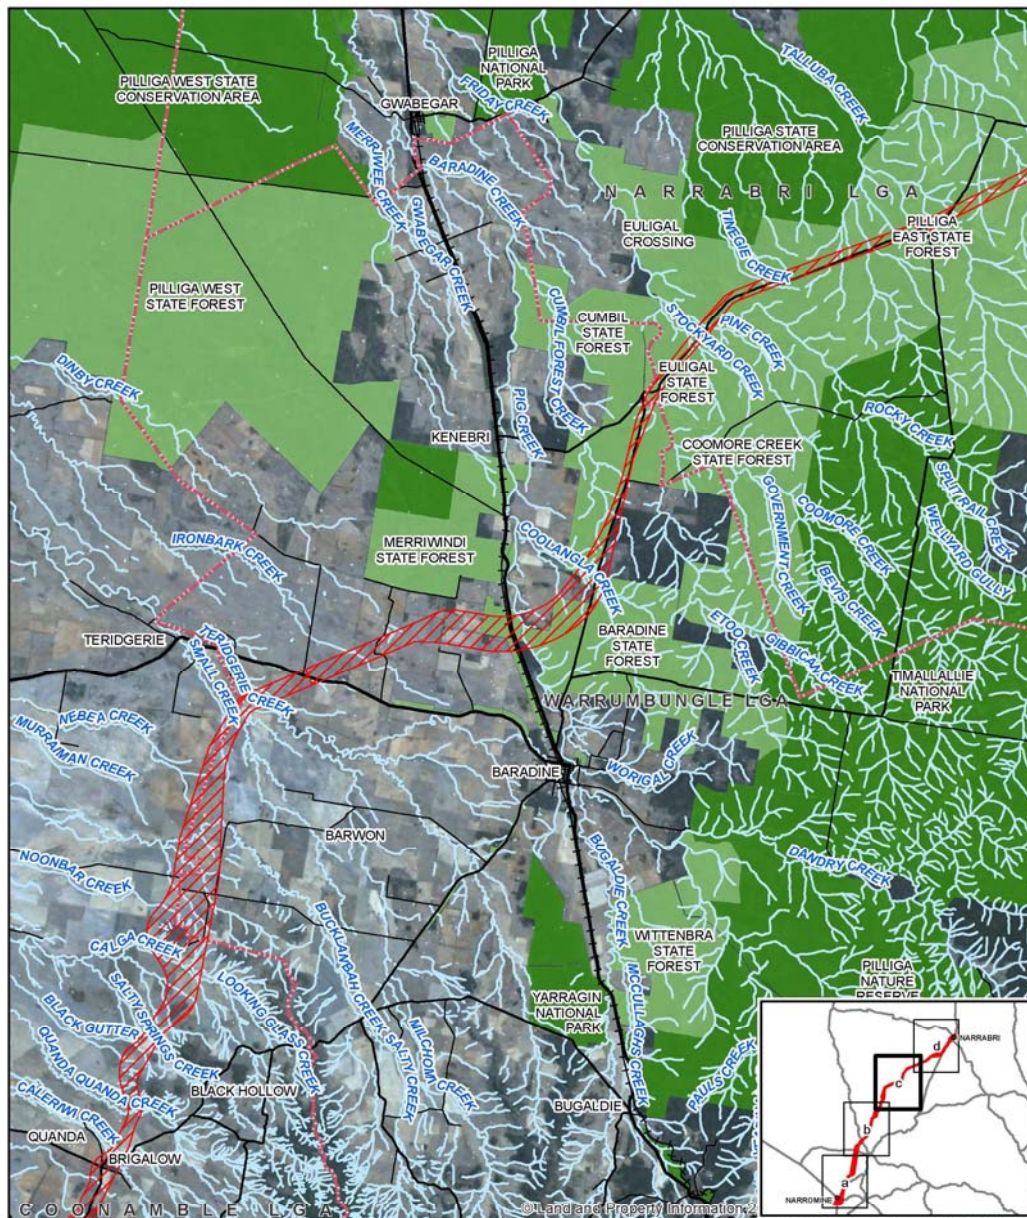 TALLUBA CREEK
PILLIGA
NATIONAL
PARK
PILLIGA WEST STATE
CONSERVATION AREA
FRIDAY CREEK
GWABEGAR
MERRIWEE CREEK
PILLIGA STATE
CONSERVATION AREA
BARADINE CREEK
NARRABRI LGA
GWABEGAR CREEK
EULIGAL
CROSSING
TINEGIE CREEK
PILLIGA
EAST STATE
FOREST
PILLIGA WEST
STATE FOREST
CUMBIL FOREST CREEK
CUMBIL
STATE
FOREST
STOCKYARD CREEK
PINE CREEK
DINBY CREEK
EULIGAL
STATE
FOREST
PIG CREEK
ROCKY CREEK
KENEBRI
COOMORE CREEK
STATE FOREST
SPLIT RAIL CREEK
WELLYARD GULLY
GOVERNMENT CREEK
COOMORE CREEK
IRONBARK CREEK
MERRIWINDI
STATE FOREST
COOLANGLA CREEK
BEVIS CREEK
TERIDGERIE
TERIDGERIE CREEK
SMALL CREEK
BARADINE
STATE
FOREST
ETOO CREEK
GIBBICAN CREEK
TIMALLALLIE
NATIONAL
PARK
WARRUMBUNGLE LGA
NEBEA CREEK
MURRAIMAN CREEK
BARADINE
WORIGAL CREEK
BARWON
NOONBAR CREEK
BUGALDIE CREEK
DANDRY CREEK
BUCKLANBAH CREEK
CALGA CREEK
WITTENBRA
STATE
FOREST
LOOKING GLASS CREEK
SALTY SPRINGS CREEK
BLACK GUTTER
PILLIGA
NATURE
RESERVE
YARRAGIN
NATIONAL
PARK
MCCULLAGHS CREEK
SALTY CREEK
MILCHOMI CREEK
QUANDA QUANDA CREEK
CALERIWI CREEK
BLACK HOLLOW
PAULS CREEK
BUGALDIE
QUANDA
BRIGALOW
COONAMBLE LGA
© Land and Property Information 2
NARRABRI
d
c
b
a
NARROMINE